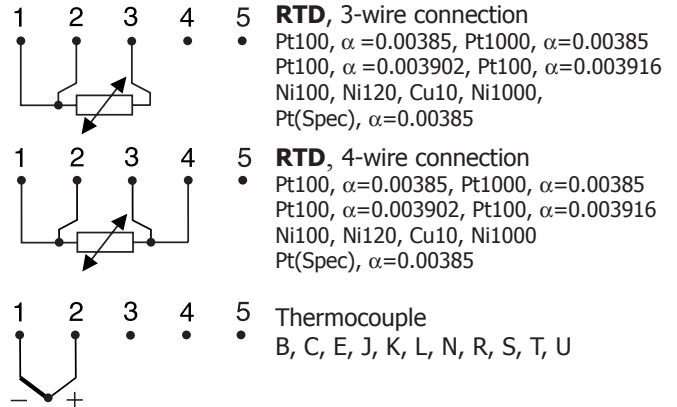 1 2 3 4 5
RTD, 3-wire connection
Pt100, α =0.00385, Pt1000, α=0.00385
Pt100, α =0.003902, Pt100, α=0.003916
Ni100, Ni120, Cu10, Ni1000,
Pt(Spec), α=0.00385
1 2 3 4 5
RTD, 4-wire connection
Pt100, α=0.00385, Pt1000, α=0.00385
Pt100, α=0.003902, Pt100, α=0.003916
Ni100, Ni120, Cu10, Ni1000
Pt(Spec), α=0.00385
1 2 3 4 5
Thermocouple
B, C, E, J, K, L, N, R, S, T, U
– +